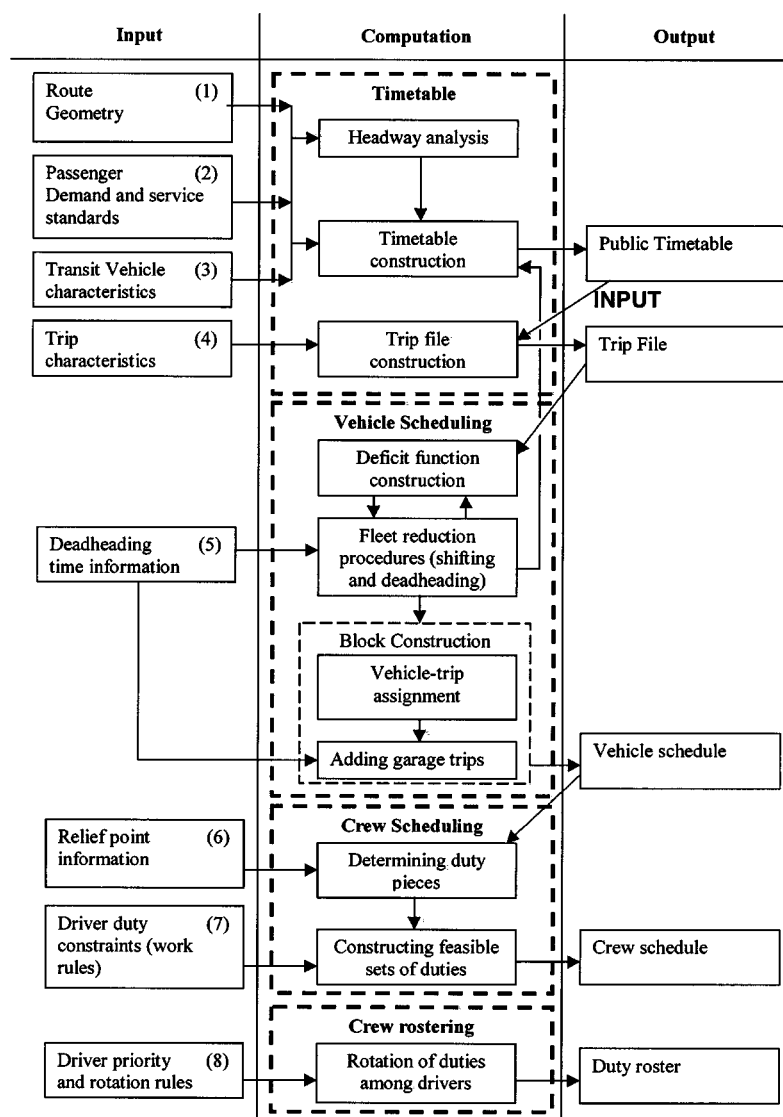 Input
Computation
Output
Timetable
Route (1)
Geometry
Headway analysis
Passenger (2)
Demand and service
standards
Timetable
construction
Public Timetable
Transit Vehicle (3)
characteristics
INPUT
Trip (4)
characteristics
Trip file
construction
Trip File
Vehicle Scheduling
Deficit function
construction
Deadheading (5)
time information
Fleet reduction
procedures (shifting
and deadheading)
Block Construction
Vehicle-trip
assignment
Adding garage trips
Vehicle schedule
Crew Scheduling
Relief point (6)
information
Determining duty
pieces
Driver duty (7)
constraints (work
rules)
Constructing feasible
sets of duties
Crew schedule
Crew rostering
Driver priority (8)
and rotation rules
Rotation of duties
among drivers
Duty roster